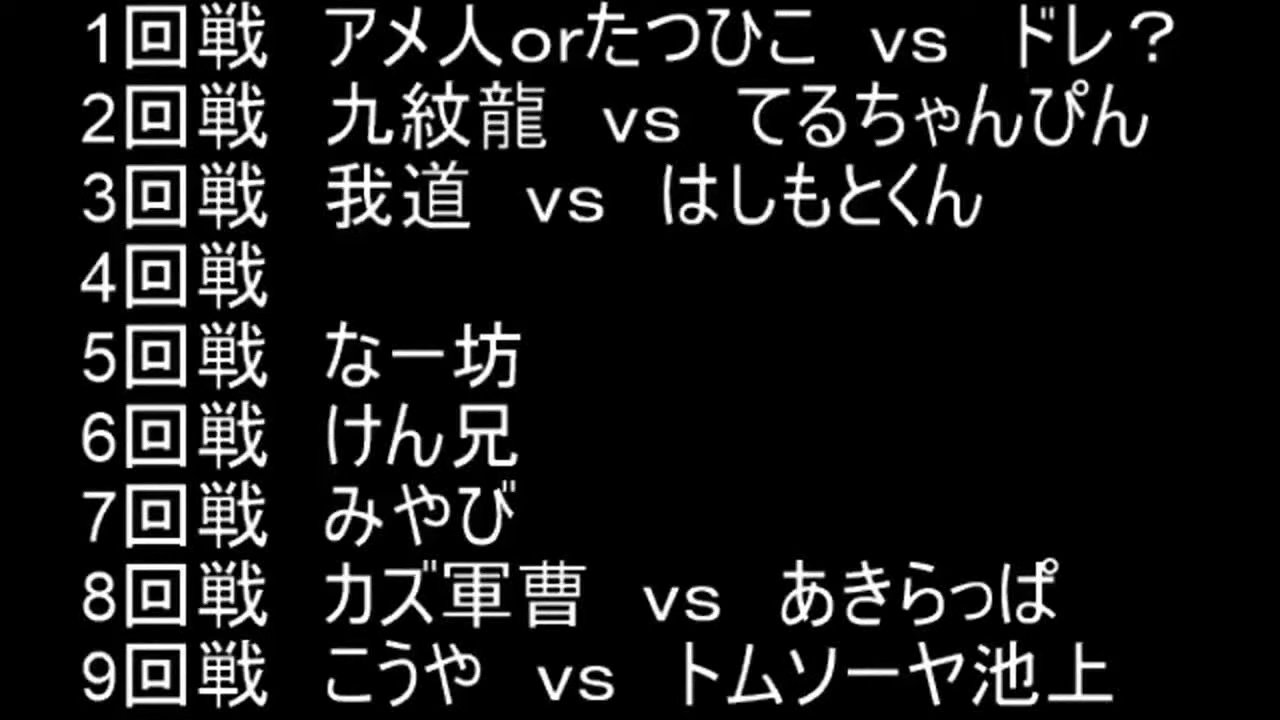 1回戦 アメ人orたつひこ vs ドレ？
2回戦 九紋龍 vs てるちゃんぴん
3回戦 我道 vs はしもとくん
4回戦
5回戦 なー坊
6回戦 けん兄
7回戦 みやび
8回戦 カズ軍曹 vs あきらっぱ
9回戦 こうや vs トムソーヤ池上